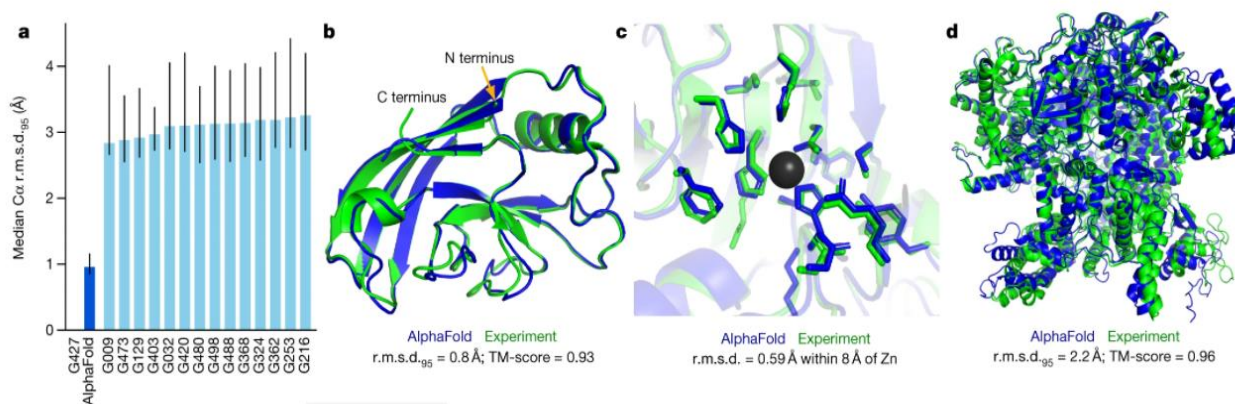 a
Median Cα r.m.s.d.95 (Å)
4
3
2
1
0
G427
AlphaFold
G009
G473
G129
G403
G032
G420
G480
G498
G488
G368
G324
G362
G253
G216
b
N terminus
C terminus
AlphaFold Experiment
r.m.s.d.95 = 0.8 Å; TM-score = 0.93
c
AlphaFold Experiment
r.m.s.d. = 0.59 Å within 8 Å of Zn
d
AlphaFold Experiment
r.m.s.d.95 = 2.2 Å; TM-score = 0.96